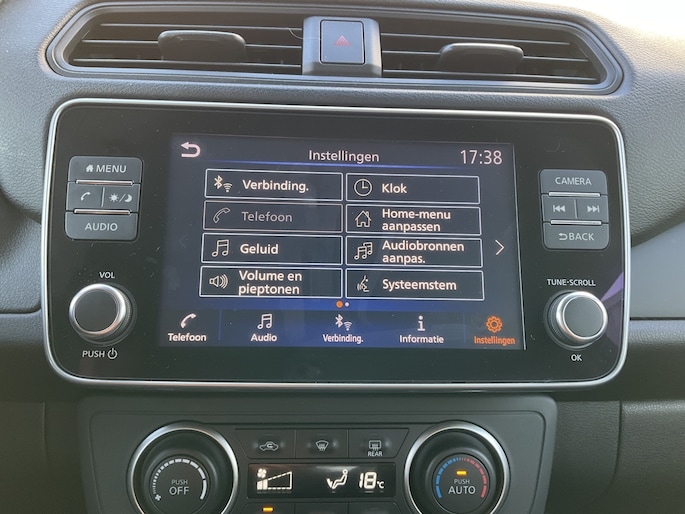 MENU
AUDIO
VOL
PUSH
Instellingen 17:38
Verbinding. Klok
Telefoon Home-menu
aanpassen
Geluid Audiobronnen
aanpas.
Volume en
pieptonen Systeemstem
Telefoon Audio Verbinding. Informatie Instellingen
CAMERA
BACK
TUNE·SCROLL
OK
REAR
PUSH
OFF
18°C
PUSH
AUTO